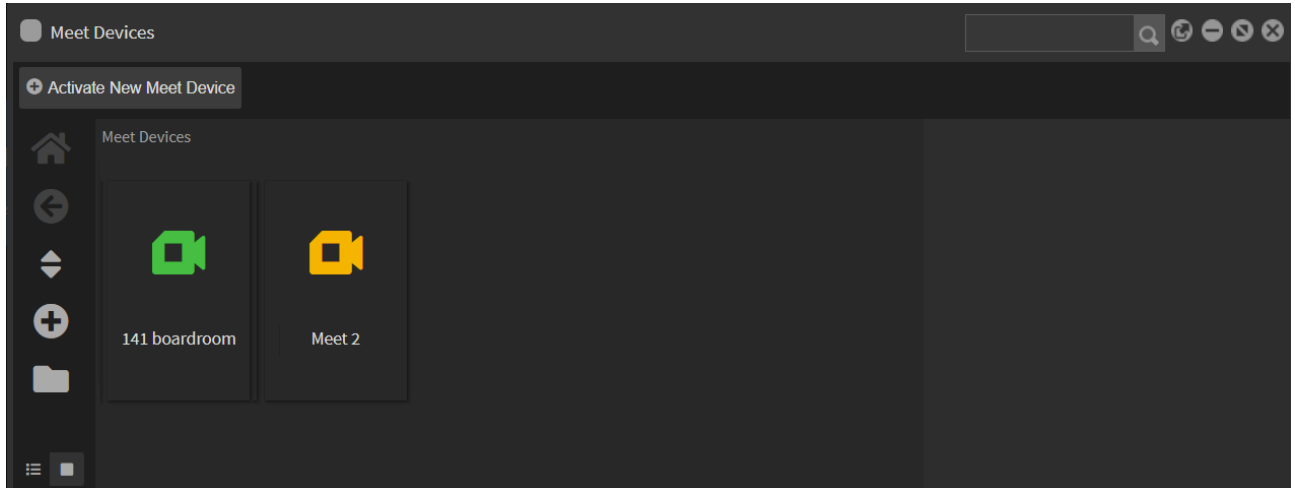 Meet Devices
Activate New Meet Device
Meet Devices
141 boardroom
Meet 2